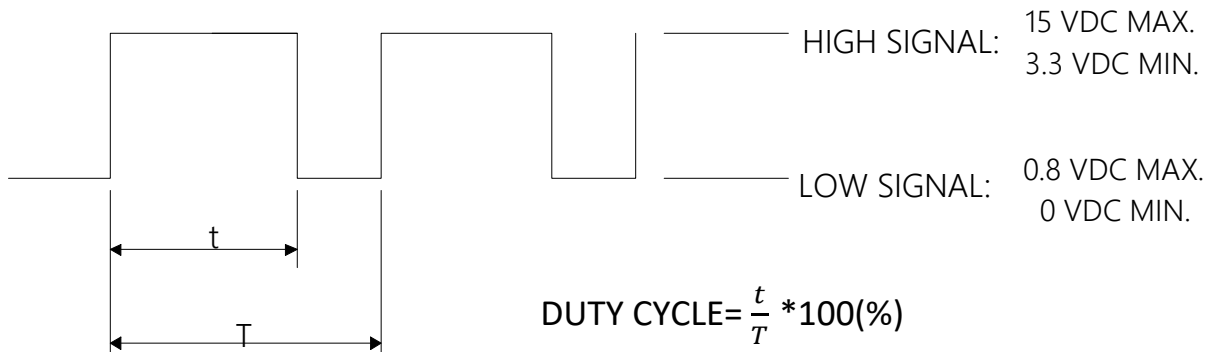 15 VDC MAX.
HIGH SIGNAL:
3.3 VDC MIN.
0.8 VDC MAX.
LOW SIGNAL:
0 VDC MIN.
t
DUTY CYCLE= t/T *100(%)
T